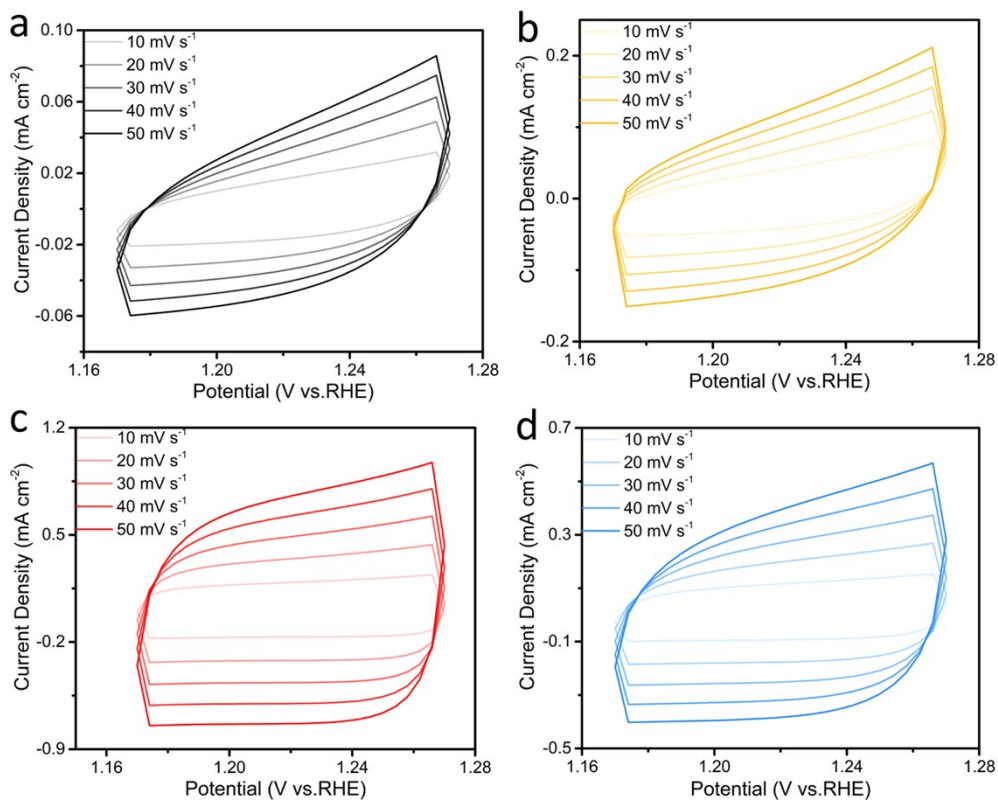 a
0.10
0.06
0.02
-0.02
-0.06
Current Density (mA cm⁻²)
10 mV s⁻¹
20 mV s⁻¹
30 mV s⁻¹
40 mV s⁻¹
50 mV s⁻¹
1.16
1.20
1.24
1.28
Potential (V vs.RHE)
b
0.2
0.0
-0.2
Current Density (mA cm⁻²)
10 mV s⁻¹
20 mV s⁻¹
30 mV s⁻¹
40 mV s⁻¹
50 mV s⁻¹
1.16
1.20
1.24
1.28
Potential (V vs.RHE)
c
1.2
0.5
-0.2
-0.9
Current Density (mA cm⁻²)
10 mV s⁻¹
20 mV s⁻¹
30 mV s⁻¹
40 mV s⁻¹
50 mV s⁻¹
1.16
1.20
1.24
1.28
Potential (V vs.RHE)
d
0.7
0.3
-0.1
-0.5
Current Density (mA cm⁻²)
10 mV s⁻¹
20 mV s⁻¹
30 mV s⁻¹
40 mV s⁻¹
50 mV s⁻¹
1.16
1.20
1.24
1.28
Potential (V vs.RHE)